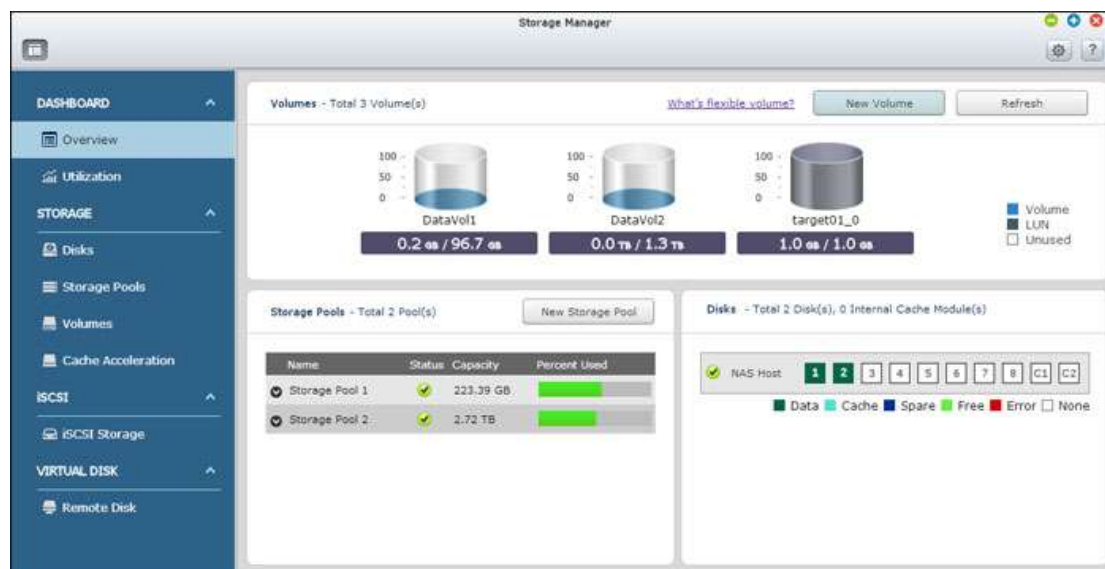 Storage Manager
?
DASHBOARD
Overview
Utilization
STORAGE
Disks
Storage Pools
Volumes
Cache Acceleration
iSCSI
iSCSI Storage
VIRTUAL DISK
Remote Disk
Volumes - Total 3 Volume(s)
What's flexible volume?
New Volume
Refresh
100
50
0
DataVol1
0.2 GB / 96.7 GB
100
50
0
DataVol2
0.0 TB / 1.3 TB
100
50
0
target01_0
1.0 GB / 1.0 GB
Volume
LUN
Unused
Storage Pools - Total 2 Pool(s)
New Storage Pool
Name Status Capacity Percent Used
Storage Pool 1 223.39 GB
Storage Pool 2 2.72 TB
Disks - Total 2 Disk(s), 0 Internal Cache Module(s)
NAS Host 1 2 3 4 5 6 7 8 C1 C2
Data Cache Spare Free Error None